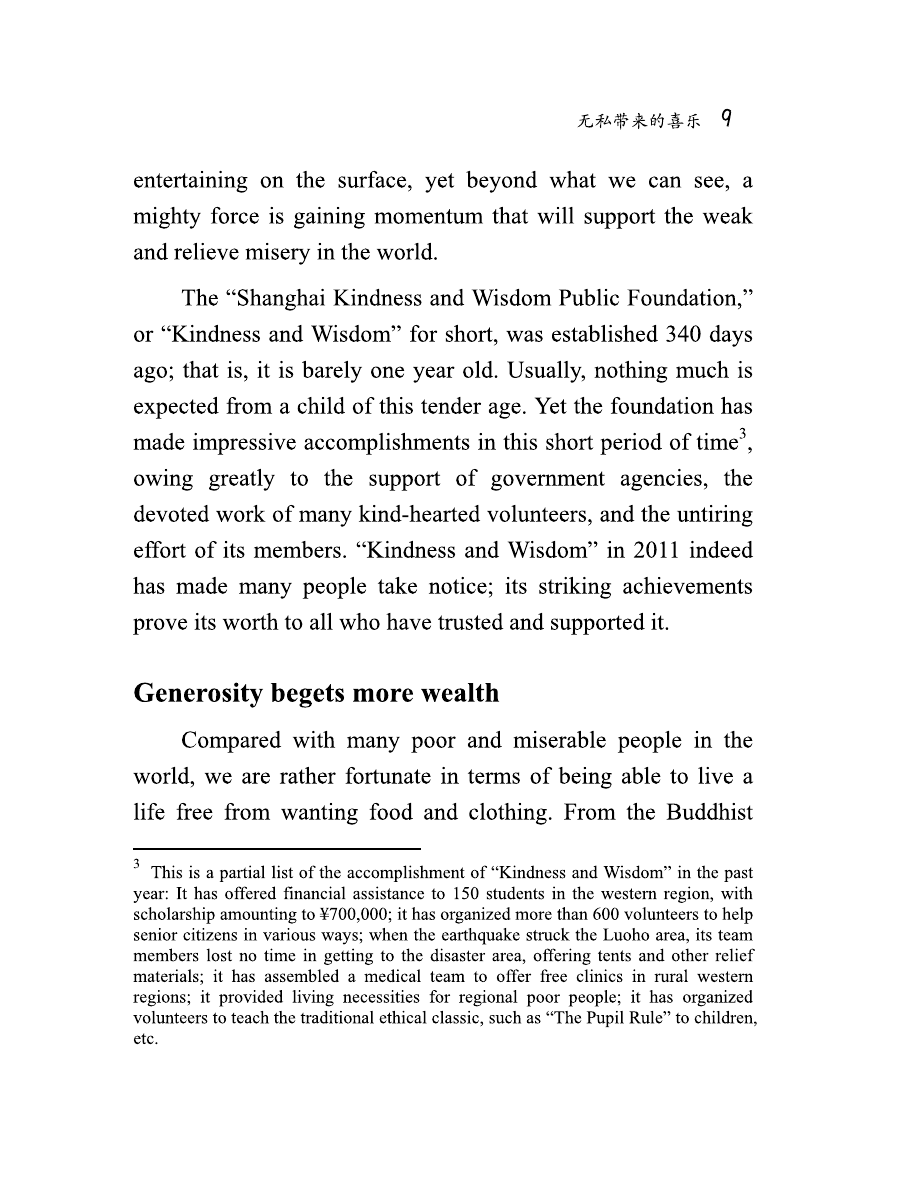 无私带来的喜乐 9
entertaining on the surface, yet beyond what we can see, a
mighty force is gaining momentum that will support the weak
and relieve misery in the world.
The “Shanghai Kindness and Wisdom Public Foundation,”
or “Kindness and Wisdom” for short, was established 340 days
ago; that is, it is barely one year old. Usually, nothing much is
expected from a child of this tender age. Yet the foundation has
made impressive accomplishments in this short period of time3,
owing greatly to the support of government agencies, the
devoted work of many kind-hearted volunteers, and the untiring
effort of its members. “Kindness and Wisdom” in 2011 indeed
has made many people take notice; its striking achievements
prove its worth to all who have trusted and supported it.
Generosity begets more wealth
Compared with many poor and miserable people in the
world, we are rather fortunate in terms of being able to live a
life free from wanting food and clothing. From the Buddhist
3 This is a partial list of the accomplishment of “Kindness and Wisdom” in the past
year: It has offered financial assistance to 150 students in the western region, with
scholarship amounting to ¥700,000; it has organized more than 600 volunteers to help
senior citizens in various ways; when the earthquake struck the Luoho area, its team
members lost no time in getting to the disaster area, offering tents and other relief
materials; it has assembled a medical team to offer free clinics in rural western
regions; it provided living necessities for regional poor people; it has organized
volunteers to teach the traditional ethical classic, such as “The Pupil Rule” to children,
etc.